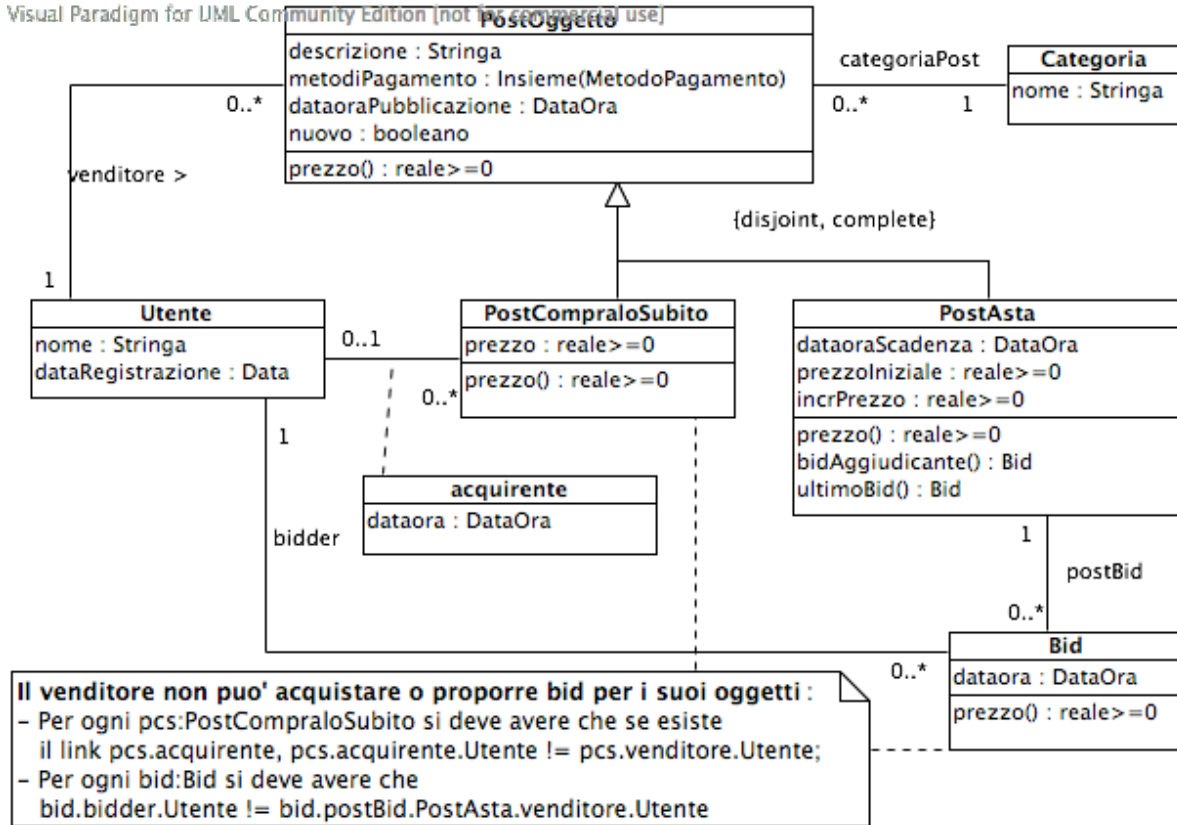 Visual Paradigm for UML Community Edition [not for commercial use]
PostOggetto
descrizione : Stringa
metodiPagamento : Insieme(MetodoPagamento)
dataoraPubblicazione : DataOra
nuovo : booleano
prezzo() : reale>=0
categoriaPost
0..*
1
Categoria
nome : Stringa
0..*
venditore >
1
{disjoint, complete}
Utente
nome : Stringa
dataRegistrazione : Data
0..1
0..*
PostCompraloSubito
prezzo : reale>=0
prezzo() : reale>=0
PostAsta
dataoraScadenza : DataOra
prezzoIniziale : reale>=0
incrPrezzo : reale>=0
prezzo() : reale>=0
bidAggiudicante() : Bid
ultimoBid() : Bid
1
acquirente
dataora : DataOra
bidder
1
postBid
0..*
0..*
Bid
dataora : DataOra
prezzo() : reale>=0
Il venditore non puo' acquistare o proporre bid per i suoi oggetti :
– Per ogni pcs:PostCompraloSubito si deve avere che se esiste
il link pcs.acquirente, pcs.acquirente.Utente != pcs.venditore.Utente;
– Per ogni bid:Bid si deve avere che
bid.bidder.Utente != bid.postBid.PostAsta.venditore.Utente